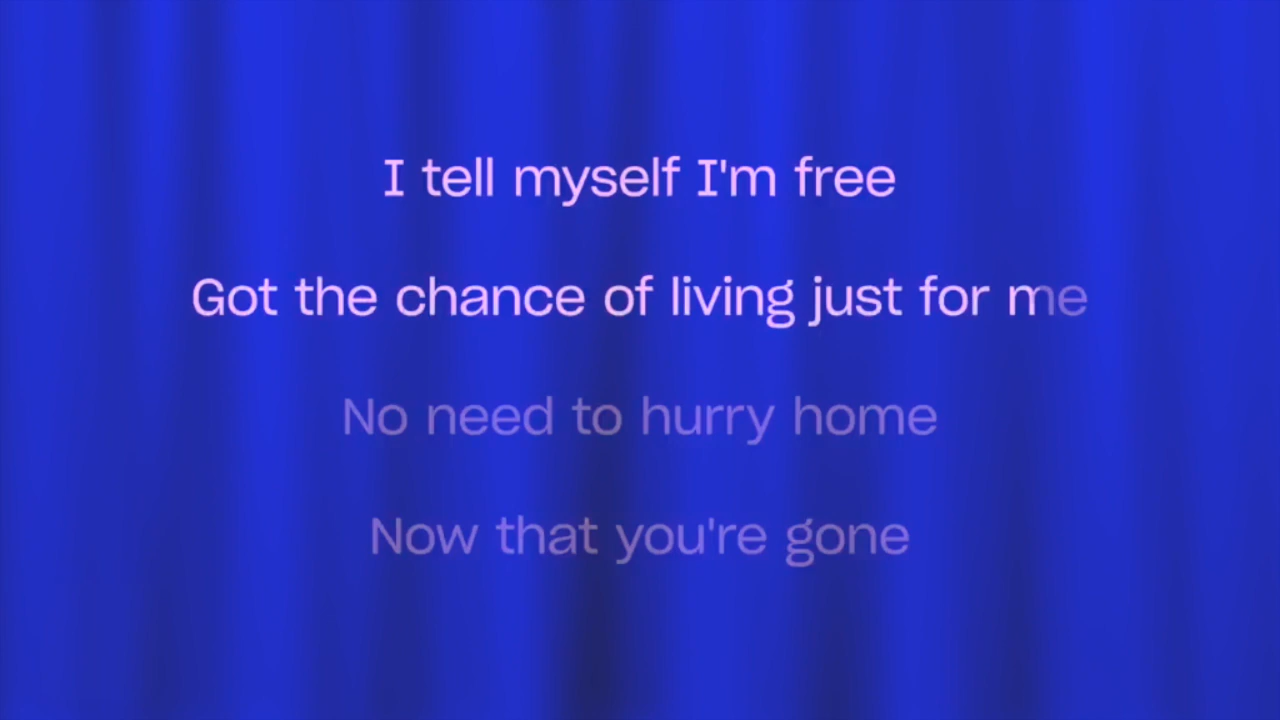 I tell myself I'm free
Got the chance of living just for me
No need to hurry home
Now that you're gone